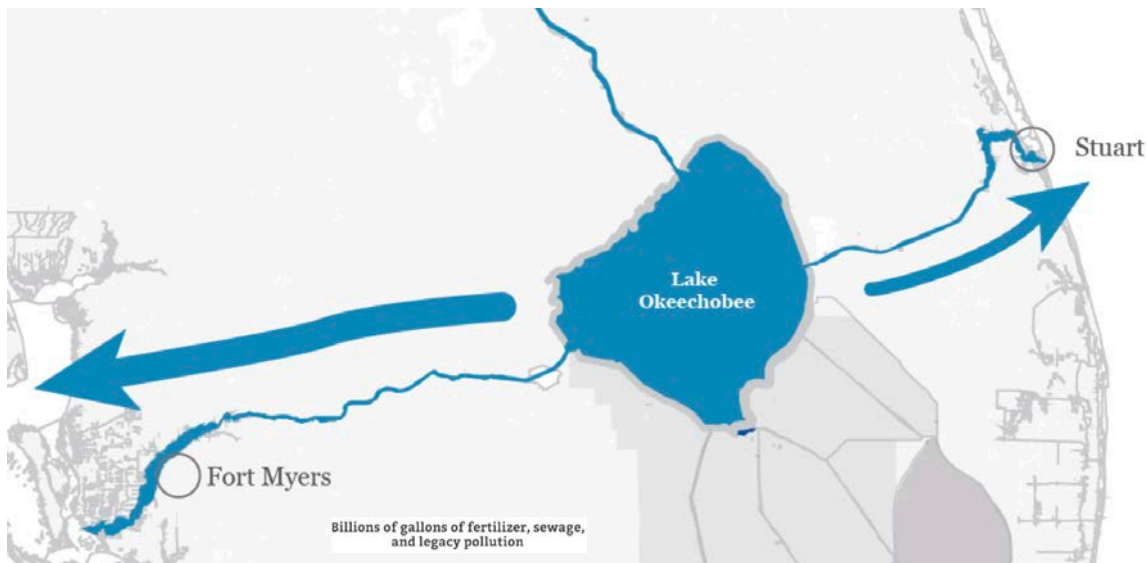 Stuart
Lake
Okeechobee
Fort Myers
Billions of gallons of fertilizer, sewage,
and legacy pollution